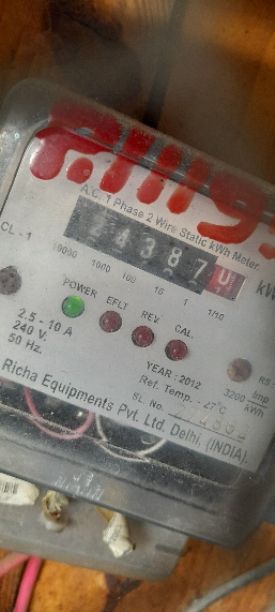 A.C. 1 Phase 2 Wire Static kWh Meter
CL - 1
24387
10000 1000 100 10 1 1/10
POWER EFLT REV. CAL.
2.5 - 10 A
240 V.
50 Hz.
YEAR : 2012
Ref. Temp. - 27°C
3200 Imp
kWh
SL. No.
Richa Equipments Pvt. Ltd. Delhi. (INDIA).